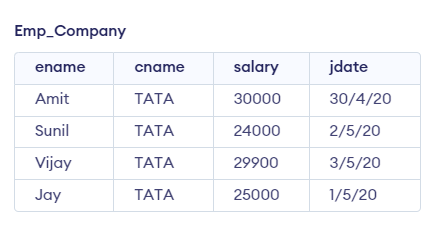 Emp_Company
ename cname salary jdate
Amit TATA 30000 30/4/20
Sunil TATA 24000 2/5/20
Vijay TATA 29900 3/5/20
Jay TATA 25000 1/5/20